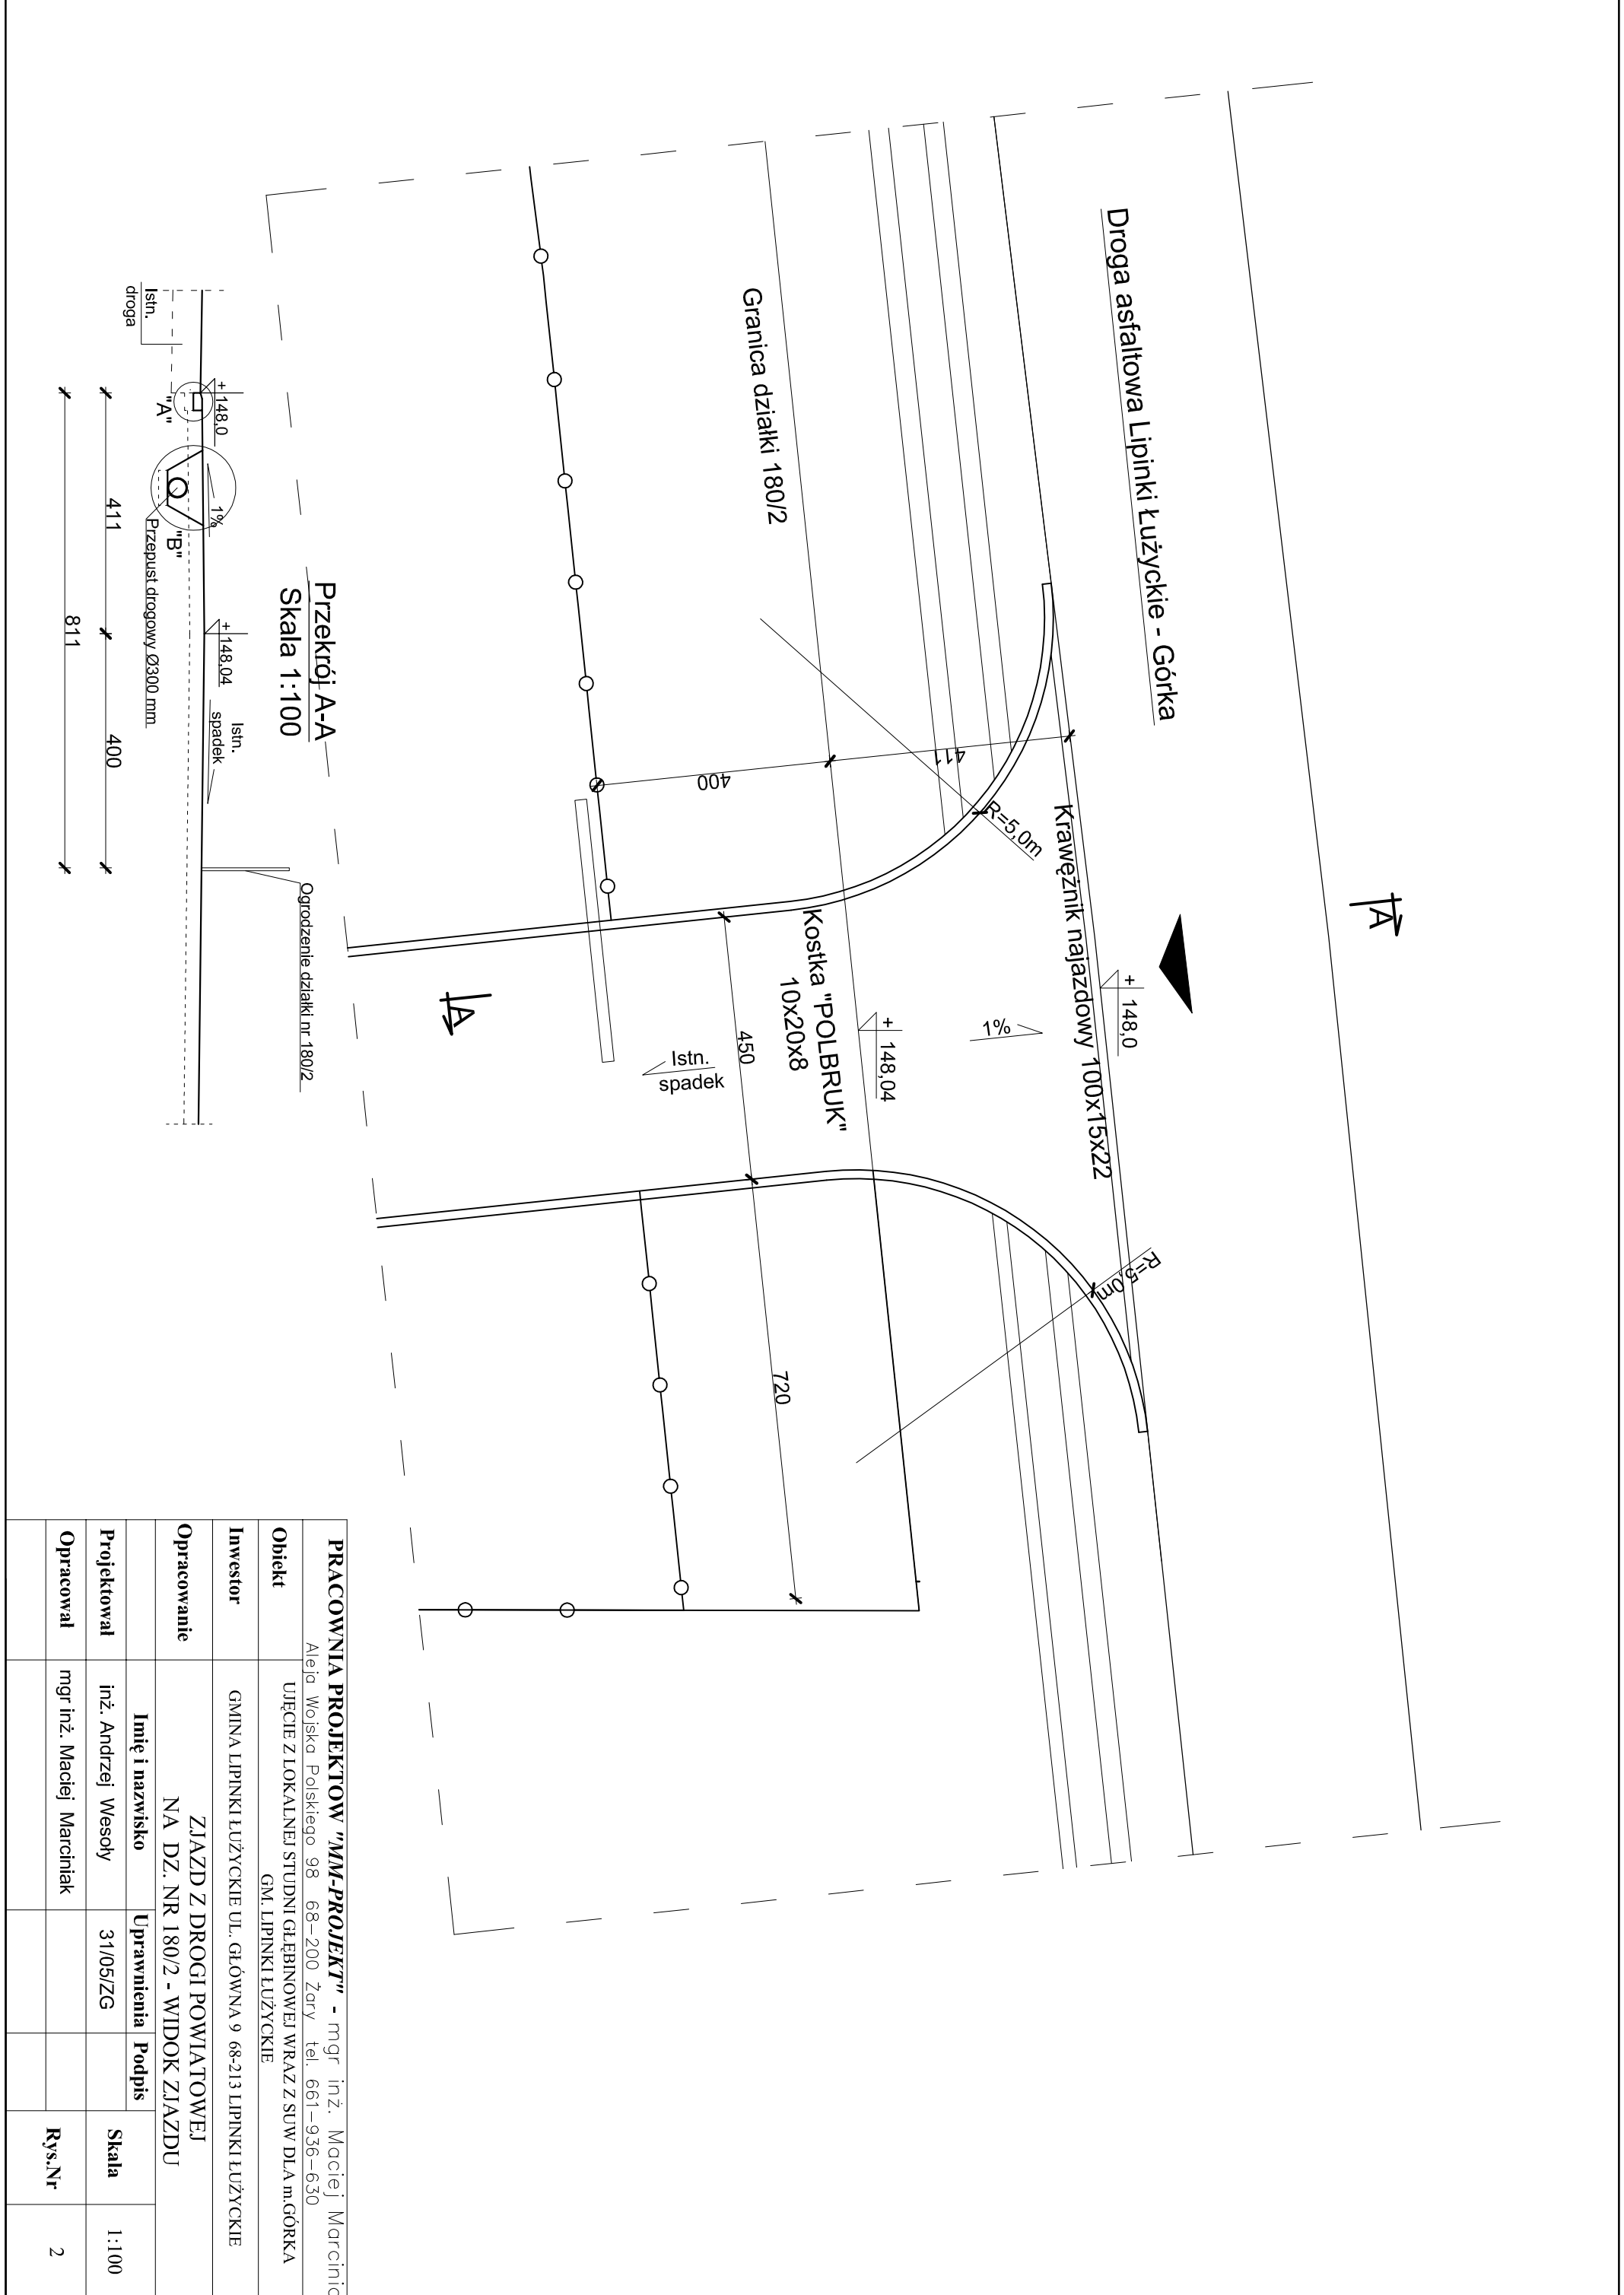 Droga asfaltowa Lipinki Łużyckie - Górka
A
Krawężnik najazdowy 100x15x22
+ 148,0
1%
R=5,0m
R=5,0m
Granica działki 180/2
411
400
Kostka "POLBRUK"
10x20x8
+ 148,04
450
720
Istn.
spadek
A
Przekrój A-A
Skala 1:100
Istn.
droga
+ 148,0
"A"
1%
"B"
Przepust drogowy Ø300 mm
+ 148,04
Istn.
spadek
Ogrodzenie działki nr 180/2
411
400
811
PRACOWNIA PROJEKTOW "MM-PROJEKT" - mgr inż. Maciej
Aleja Wojska Polskiego 98 68-200 Żary tel. 661-936-630
Obiekt
UJĘCIE Z LOKALNEJ STUDNI GŁĘBINOWEJ WRAZ Z SUW DLA m.GÓRKA
GM. LIPINKI ŁUŻYCKIE
Inwestor
GMINA LIPINKI ŁUŻYCKIE UL. GŁÓWNA 9 68-213 LIPINKI ŁUŻYCKIE
Opracowanie
ZJAZD Z DROGI POWIATOWEJ
NA DZ. NR 180/2 - WIDOK ZJAZDU
Imię i nazwisko Uprawnienia Podpis
Projektował inż. Andrzej Wesoły 31/05/ZG
Skala 1:100
Opracował mgr inż. Maciej Marciniak
Rys.Nr 2